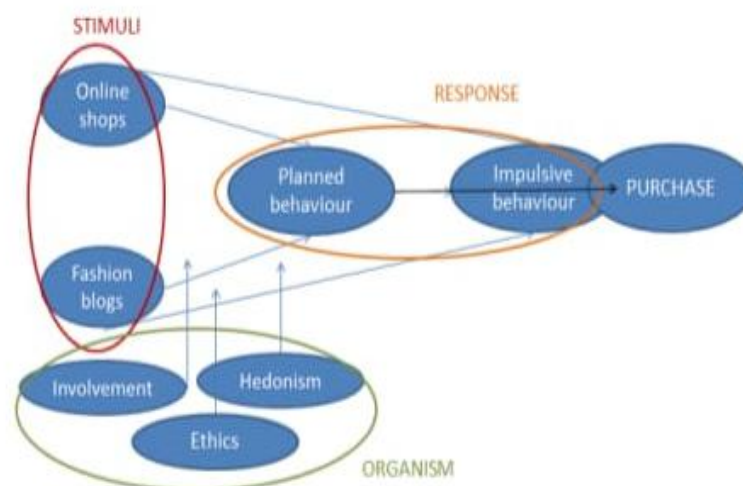 STIMULI
Online
shops
RESPONSE
Planned
behaviour
Impulsive
behaviour
PURCHASE
Fashion
blogs
Involvement
Hedonism
Ethics
ORGANISM